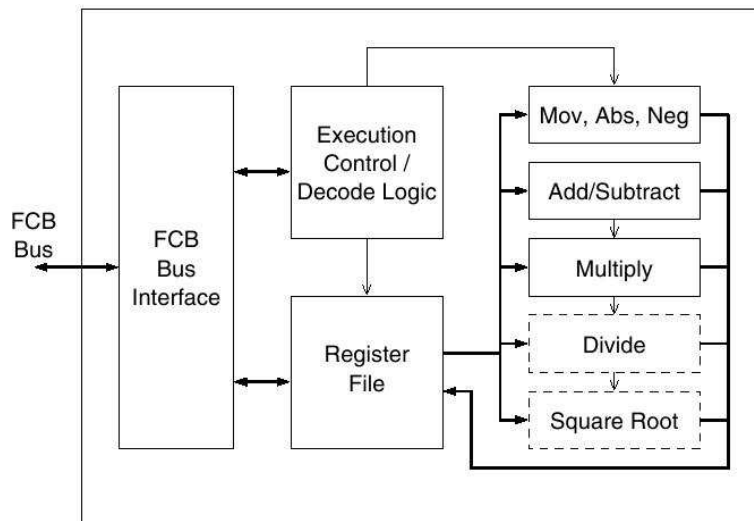 FCB
Bus
FCB
Bus
Interface
Execution
Control /
Decode Logic
Register
File
Mov, Abs, Neg
Add/Subtract
Multiply
Divide
Square Root